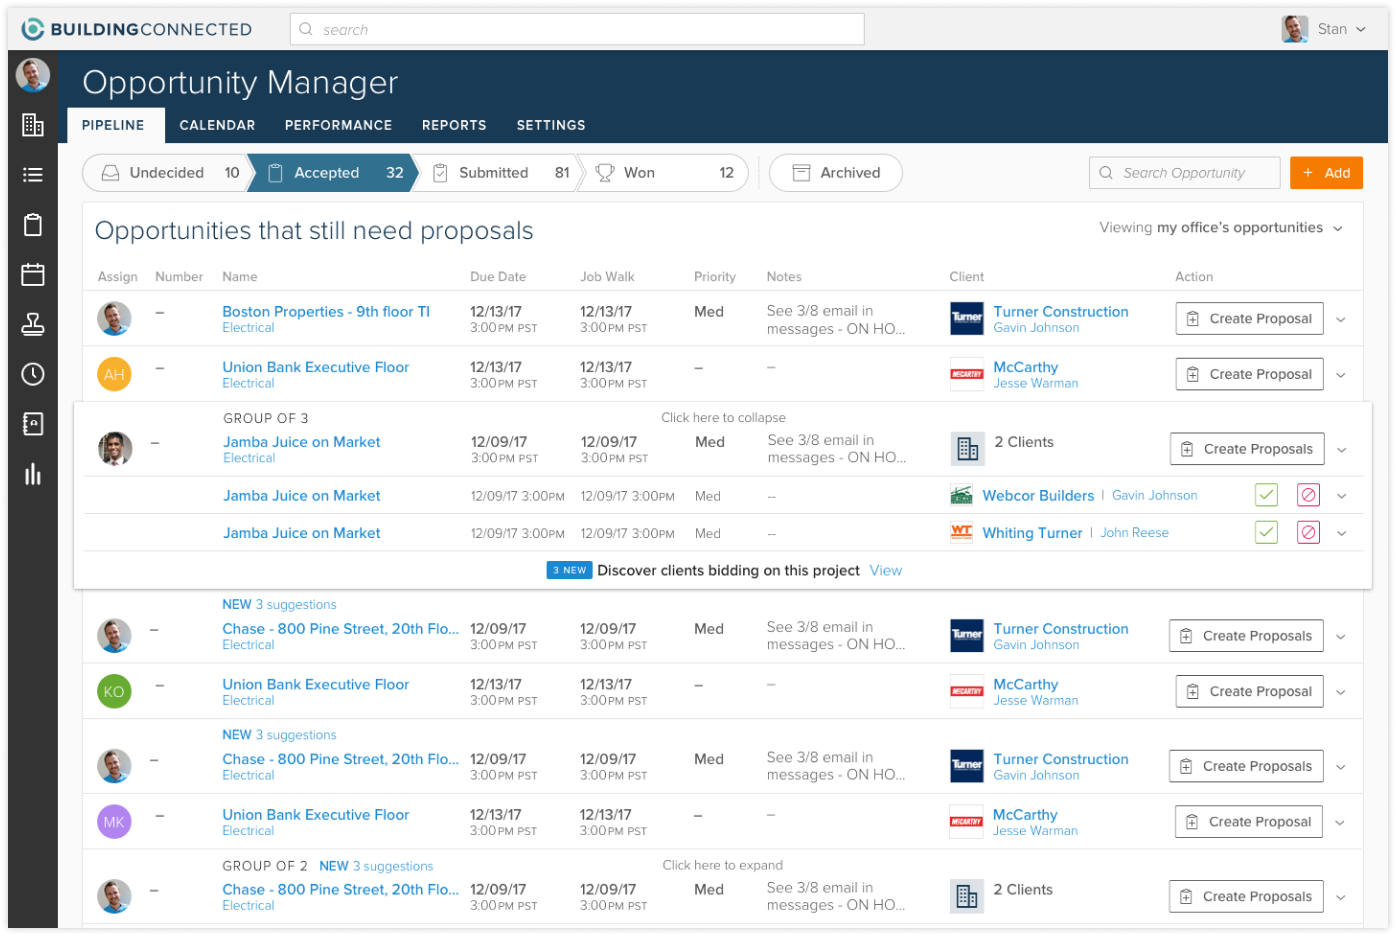 BUILDINGCONNECTED
search
Stan
Opportunity Manager
PIPELINE CALENDAR PERFORMANCE REPORTS SETTINGS
Undecided 10 Accepted 32 Submitted 81 Won 12 Archived Search Opportunity + Add
Opportunities that still need proposals
Viewing my office's opportunities
Assign Number Name Due Date Job Walk Priority Notes Client Action
– Boston Properties - 9th floor TI 12/13/17 12/13/17 Med See 3/8 email in Turner Turner Construction Create Proposal
Electrical 3:00PM PST 3:00PM PST messages - ON HO... Gavin Johnson
AH – Union Bank Executive Floor 12/13/17 12/13/17 – – McCARTHY McCarthy Create Proposal
Electrical 3:00PM PST 3:00PM PST Jesse Warman
GROUP OF 3 Click here to collapse
– Jamba Juice on Market 12/09/17 12/09/17 Med See 3/8 email in 2 Clients Create Proposals
Electrical 3:00PM PST 3:00PM PST messages - ON HO...
Jamba Juice on Market 12/09/17 3:00PM 12/09/17 3:00PM Med -- Webcor Builders | Gavin Johnson
Jamba Juice on Market 12/09/17 3:00PM 12/09/17 3:00PM Med -- WT Whiting Turner | John Reese
3 NEW Discover clients bidding on this project View
NEW 3 suggestions
– Chase - 800 Pine Street, 20th Flo... 12/09/17 12/09/17 Med See 3/8 email in Turner Turner Construction Create Proposals
Electrical 3:00PM PST 3:00PM PST messages - ON HO... Gavin Johnson
KO – Union Bank Executive Floor 12/13/17 12/13/17 – – McCARTHY McCarthy Create Proposal
Electrical 3:00PM PST 3:00PM PST Jesse Warman
NEW 3 suggestions
– Chase - 800 Pine Street, 20th Flo... 12/09/17 12/09/17 Med See 3/8 email in Turner Turner Construction Create Proposals
Electrical 3:00PM PST 3:00PM PST messages - ON HO... Gavin Johnson
MK – Union Bank Executive Floor 12/13/17 12/13/17 – – McCARTHY McCarthy Create Proposal
Electrical 3:00PM PST 3:00PM PST Jesse Warman
GROUP OF 2 NEW 3 suggestions Click here to expand
– Chase - 800 Pine Street, 20th Flo... 12/09/17 12/09/17 Med See 3/8 email in 2 Clients Create Proposals
Electrical 3:00PM PST 3:00PM PST messages - ON HO...